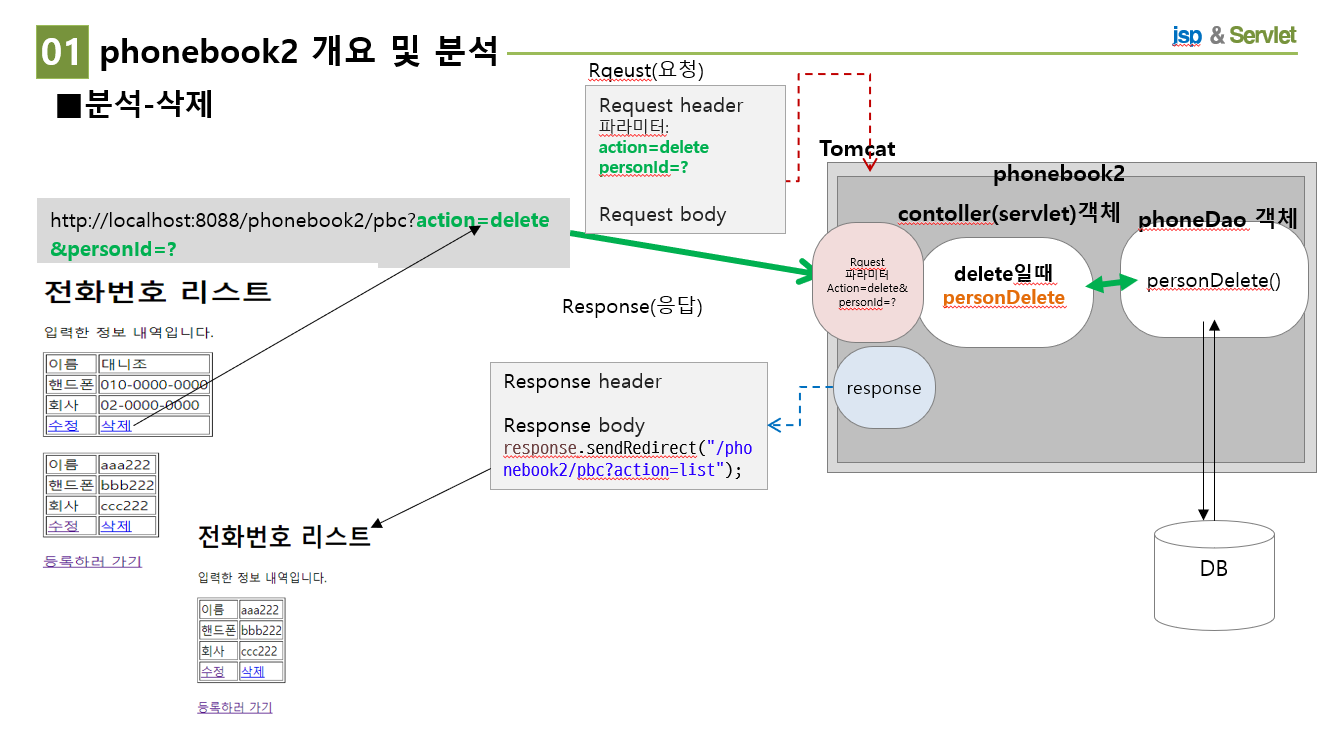 01 phonebook2 개요 및 분석
jsp & Servlet
■분석-삭제
Rqeust(요청)
Request header
파라미터:
action=delete
personId=?
Request body
http://localhost:8088/phonebook2/pbc?action=delete
&personId=?
Tomcat
phonebook2
contoller(servlet)객체
phoneDao 객체
Rquest
파라미터
Action=delete&
personId=?
delete일때
personDelete
personDelete()
response
DB
Response(응답)
Response header
Response body
response.sendRedirect("/pho
nebook2/pbc?action=list");
전화번호 리스트
입력한 정보 내역입니다.
이름 대니조
핸드폰 010-0000-0000
회사 02-0000-0000
수정 삭제
이름 aaa222
핸드폰 bbb222
회사 ccc222
수정 삭제
등록하러 가기
전화번호 리스트
입력한 정보 내역입니다.
이름 aaa222
핸드폰 bbb222
회사 ccc222
수정 삭제
등록하러 가기